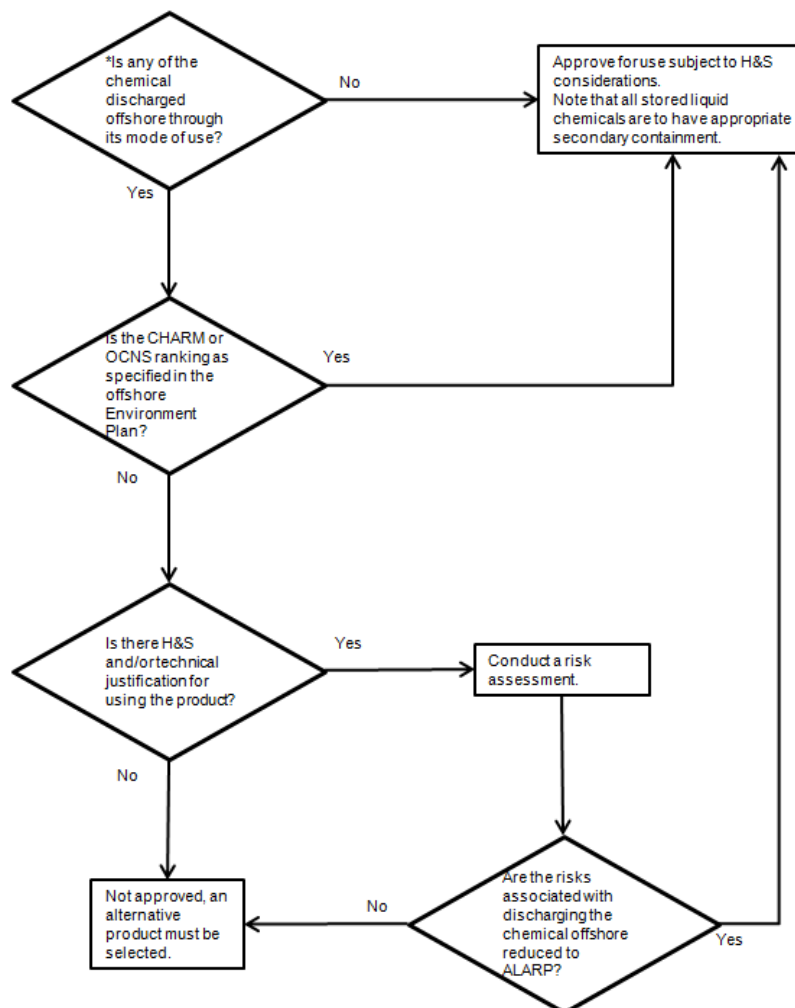 *Is any of the
chemical
discharged
offshore through
its mode of use?
No
Approve for use subject to H&S
considerations.
Note that all stored liquid
chemicals are to have appropriate
secondary containment.
Yes
Is the CHARM or
OCNS ranking as
specified in the
offshore
Environment
Plan?
Yes
No
Is there H&S
and/or technical
justification for
using the product?
Yes
Conduct a risk
assessment.
No
Not approved, an
alternative
product must be
selected.
No
Are the risks
associated with
discharging the
chemical offshore
reduced to
ALARP?
Yes